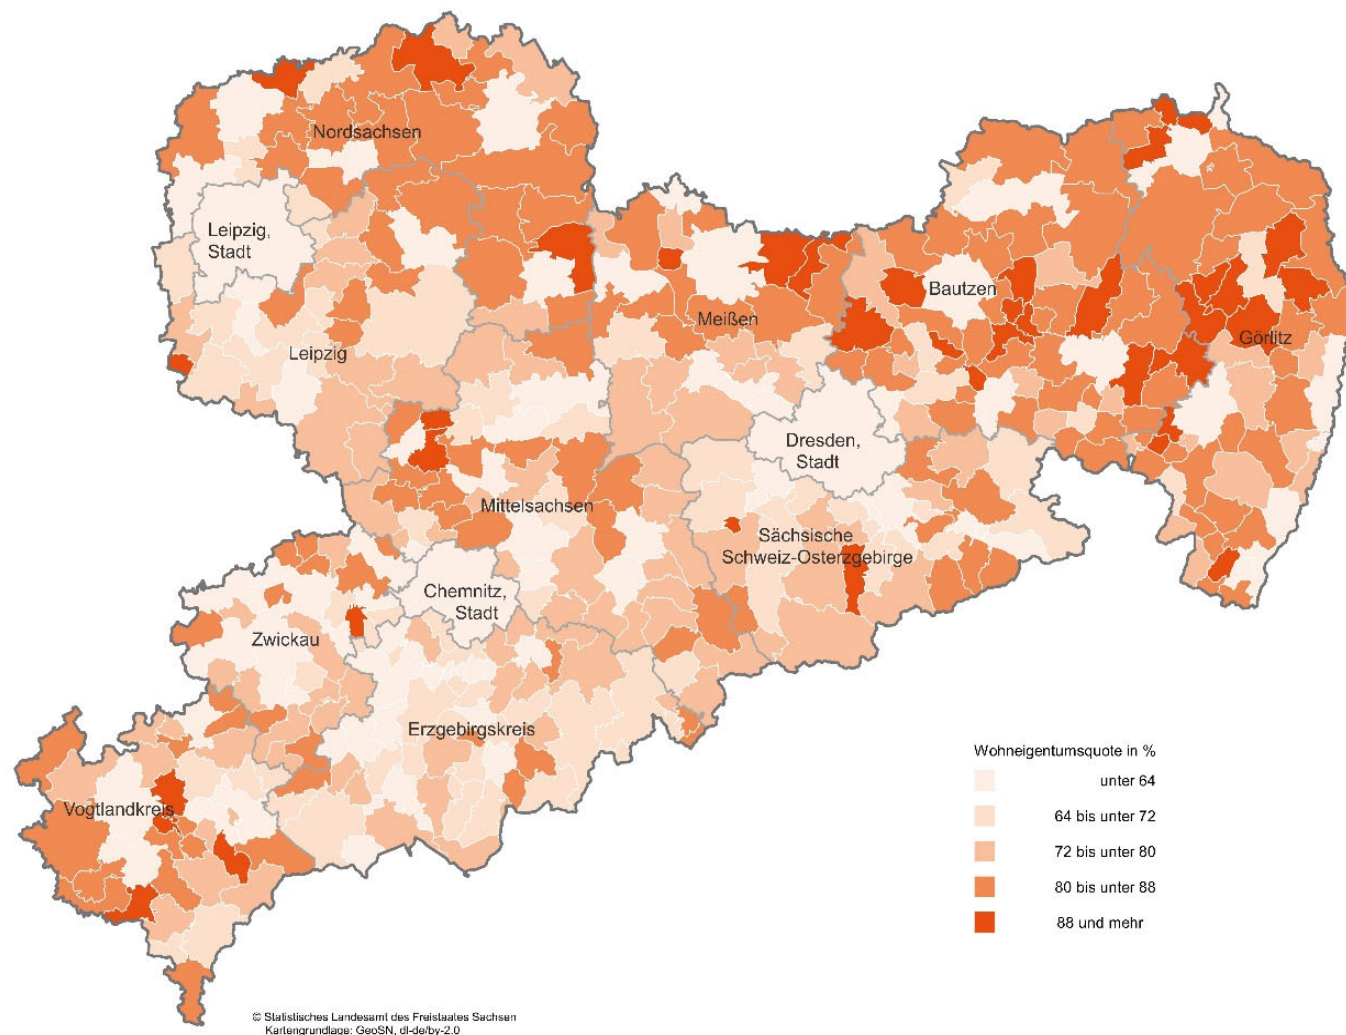 Nordsachsen
Leipzig,
Stadt
Bautzen
Meißen
Görlitz
Leipzig
Dresden,
Stadt
Mittelsachsen
Sächsische
Schweiz-Osterzgebirge
Chemnitz,
Stadt
Zwickau
Erzgebirgskreis
Vogtlandkreis
Wohneigentumsquote in %
unter 64
64 bis unter 72
72 bis unter 80
80 bis unter 88
88 und mehr
© Statistisches Landesamt des Freistaates Sachsen
Kartengrundlage: GeoSN, dl-de/by-2.0